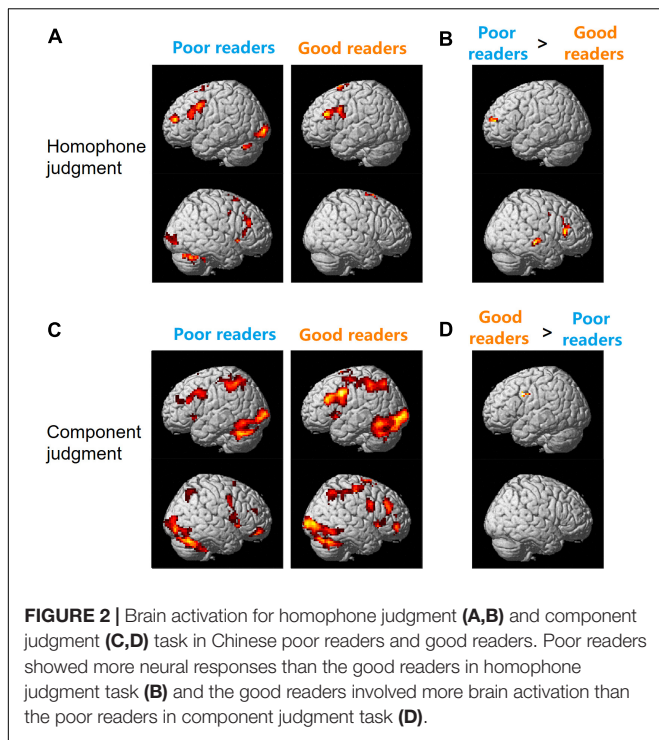 A
Poor readers
Good readers
B
Poor readers > Good readers
Homophone
judgment
C
Poor readers
Good readers
D
Good readers > Poor readers
Component
judgment
FIGURE 2 | Brain activation for homophone judgment (A,B) and component
judgment (C,D) task in Chinese poor readers and good readers. Poor readers
showed more neural responses than the good readers in homophone
judgment task (B) and the good readers involved more brain activation than
the poor readers in component judgment task (D).